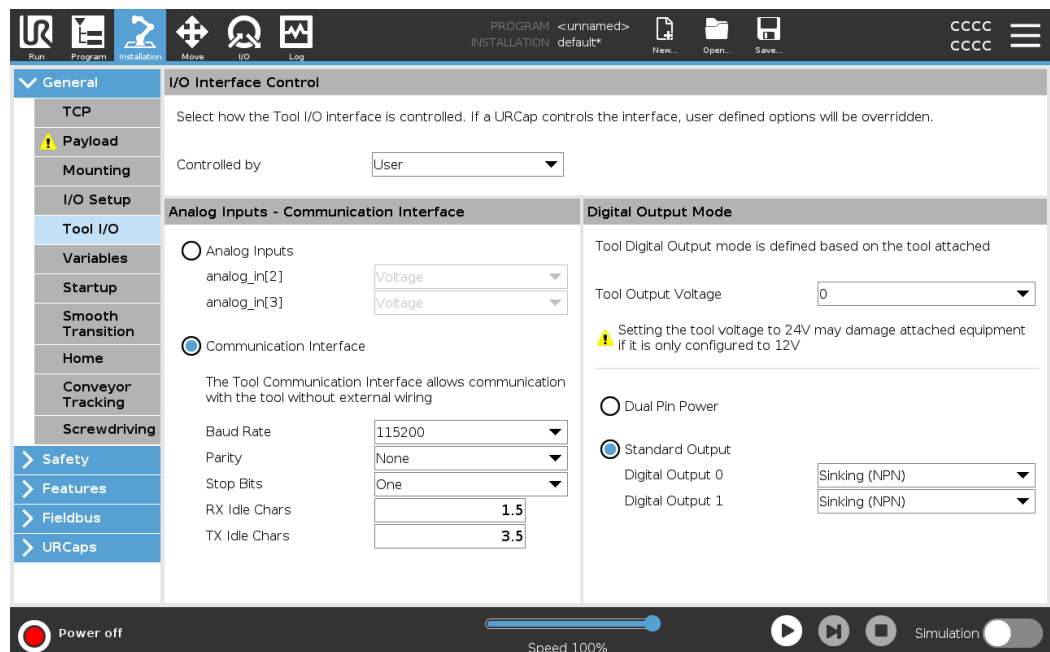 PROGRAM <unnamed>
INSTALLATION default*
CCCC
CCCC
Run
Program
Installation
Move
I/O
Log
New...
Open...
Save...
General
TCP
Payload
Mounting
I/O Setup
Tool I/O
Variables
Startup
Smooth
Transition
Home
Conveyor
Tracking
Screwdriving
Safety
Features
Fieldbus
URCaps
I/O Interface Control
Select how the Tool I/O interface is controlled. If a URCap controls the interface, user defined options will be overridden.
Controlled by User
Analog Inputs - Communication Interface
Analog Inputs
analog_in[2] Voltage
analog_in[3] Voltage
Communication Interface
The Tool Communication Interface allows communication
with the tool without external wiring
Baud Rate 115200
Parity None
Stop Bits One
RX Idle Chars 1.5
TX Idle Chars 3.5
Digital Output Mode
Tool Digital Output mode is defined based on the tool attached
Tool Output Voltage 0
Setting the tool voltage to 24V may damage attached equipment
if it is only configured to 12V
Dual Pin Power
Standard Output
Digital Output 0 Sinking (NPN)
Digital Output 1 Sinking (NPN)
Power off
Speed 100%
Simulation